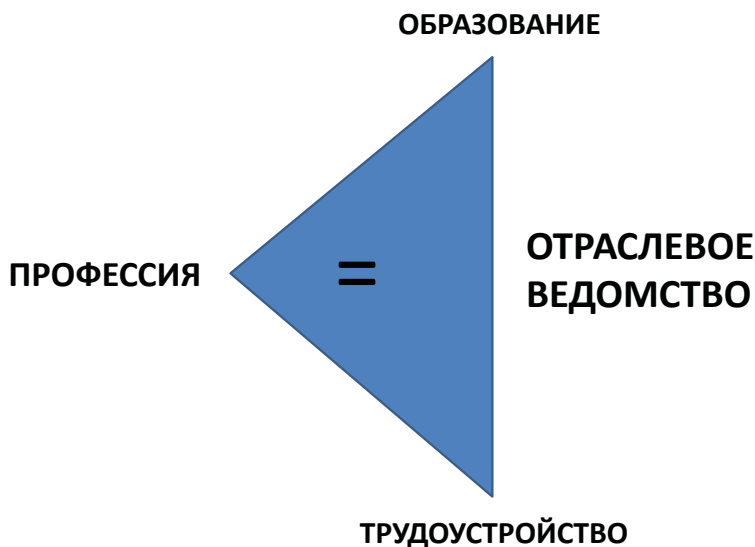 ОБРАЗОВАНИЕ
ПРОФЕССИЯ
=
ОТРАСЛЕВОЕ
ВЕДОМСТВО
ТРУДОУСТРОЙСТВО